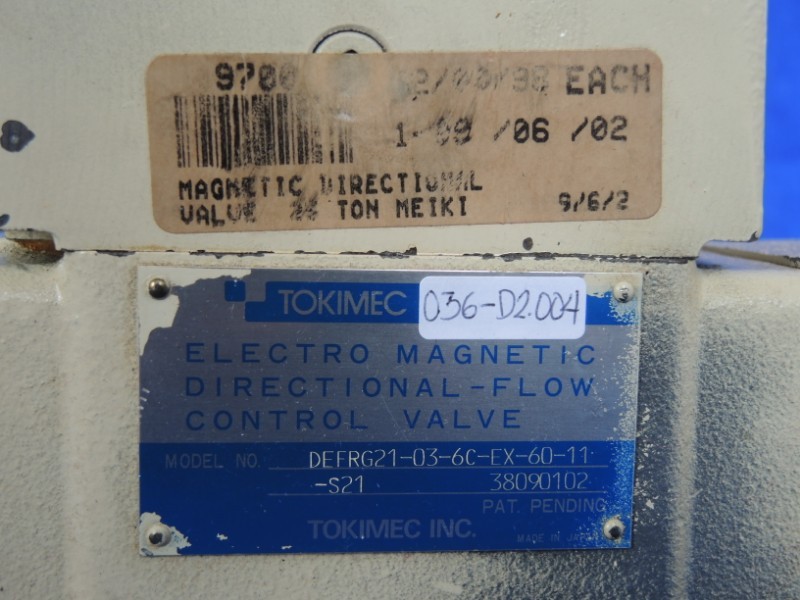 9700 EACH
/06 /02
MAGNETIC DIRECTIONAL
VALVE TON MEIKI 9/6/2
TOKIMEC 036-D2.004
ELECTRO MAGNETIC
DIRECTIONAL-FLOW
CONTROL VALVE
MODEL NO. DEFRG21-03-6C-EX-60-11
-S21 38090102
PAT. PENDING
TOKIMEC INC. MADE IN JAPAN